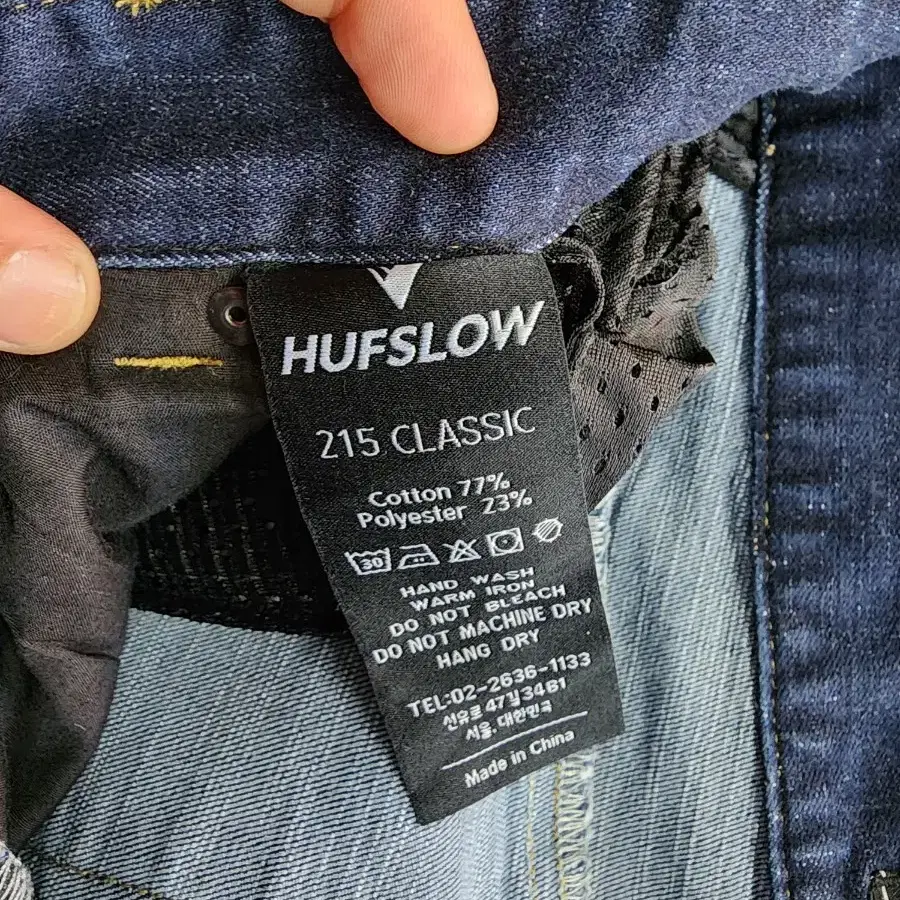 HUFSLOW
215 CLASSIC
Cotton 77%
Polyester 23%
30
HAND WASH
WARM IRON
DO NOT BLEACH
DO NOT MACHINE DRY
HANG DRY
TEL:02-2636-1133
선유로 47길34B1
서울,대한민국
Made in China